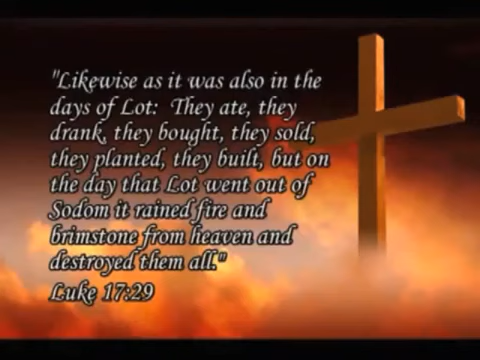 "Likewise as it was also in the
days of Lot: They ate, they
drank, they bought, they sold,
they planted, they built, but on
the day that Lot went out of
Sodom it rained fire and
brimstone from heaven and
destroyed them all."
Luke 17:29